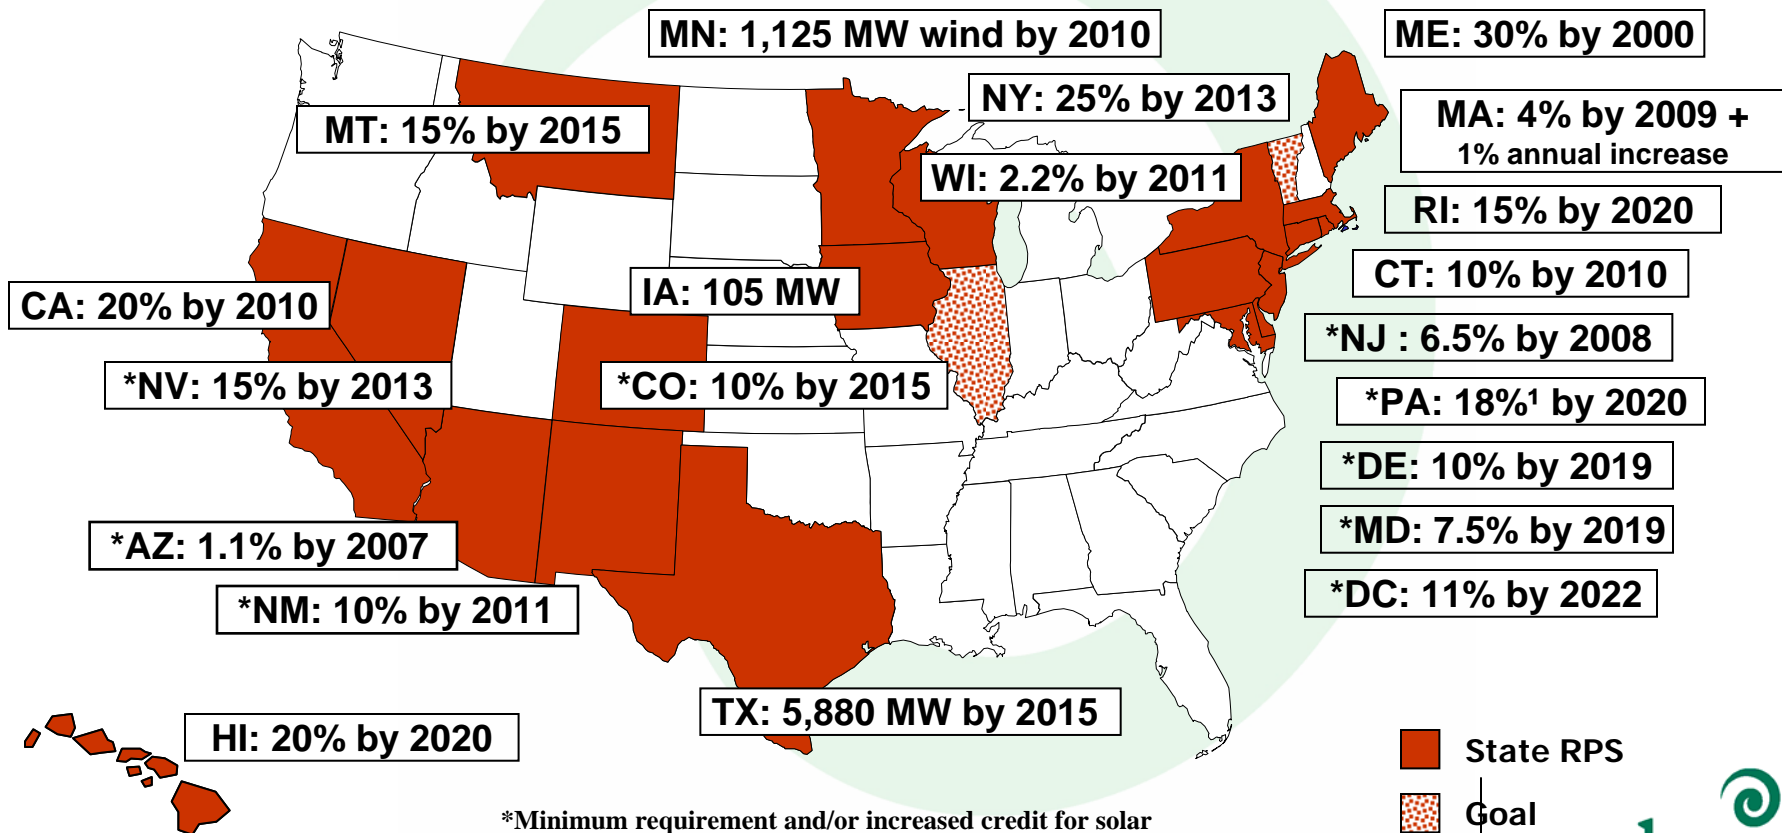 MN: 1,125 MW wind by 2010
ME: 30% by 2000
NY: 25% by 2013
MA: 4% by 2009 +
1% annual increase
MT: 15% by 2015
WI: 2.2% by 2011
RI: 15% by 2020
CT: 10% by 2010
IA: 105 MW
CA: 20% by 2010
*NJ : 6.5% by 2008
*NV: 15% by 2013
*CO: 10% by 2015
*PA: 18%¹ by 2020
*DE: 10% by 2019
*AZ: 1.1% by 2007
*MD: 7.5% by 2019
*NM: 10% by 2011
*DC: 11% by 2022
TX: 5,880 MW by 2015
HI: 20% by 2020
State RPS
Goal
*Minimum requirement and/or increased credit for solar